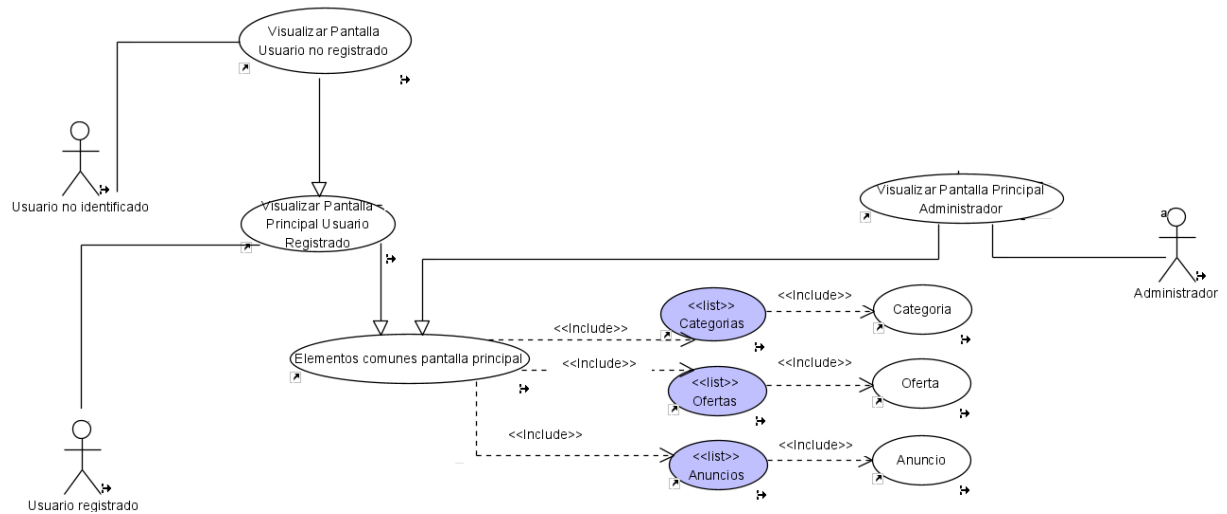 Visualizar Pantalla
Usuario no registrado
Usuario no identificado
Visualizar Pantalla
Principal Usuario
Registrado
Visualizar Pantalla Principal
Administrador
a
Administrador
<<list>>
Categorias
<<Include>>
Categoria
<<Include>>
Elementos comunes pantalla principal
<<Include>>
<<list>>
Ofertas
<<Include>>
Oferta
<<Include>>
<<list>>
Anuncios
<<Include>>
Anuncio
Usuario registrado